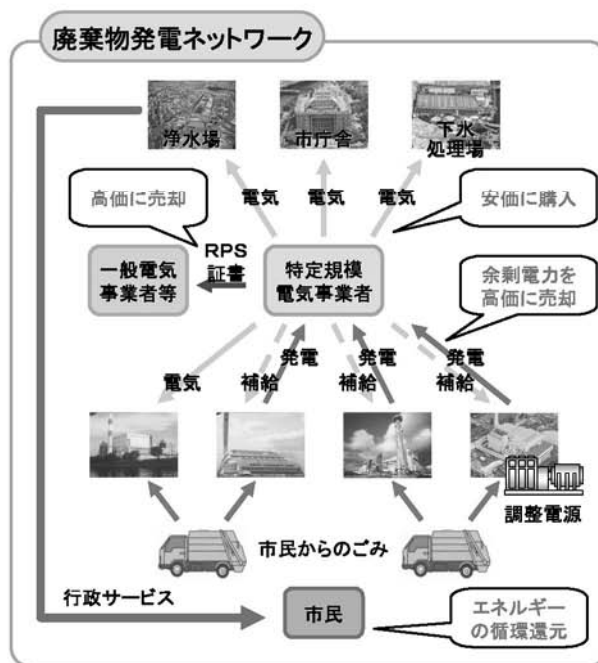 廃棄物発電ネットワーク
浄水場
市庁舎
下水
処理場
高価に売却
電気
電気
電気
安価に購入
一般電気
事業者等
RPS
証書
特定規模
電気事業者
余剰電力を
高価に売却
電気
補給
発電
補給
発電
補給
発電
調整電源
市民からのごみ
行政サービス
市民
エネルギー
の循環還元